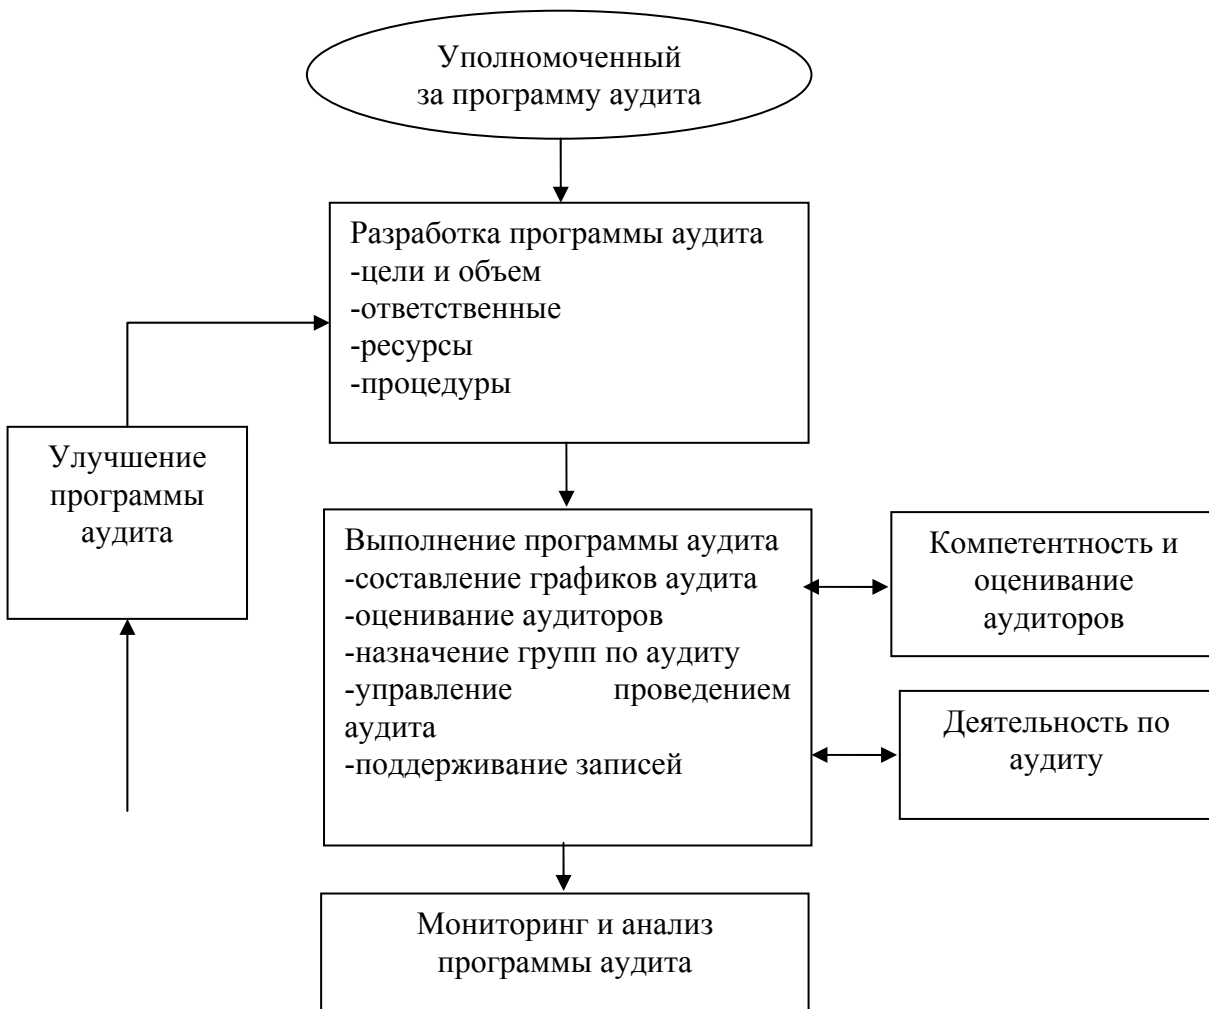 Уполномоченный
за программу аудита
Разработка программы аудита
-цели и объем
-ответственные
-ресурсы
-процедуры
Улучшение
программы
аудита
Выполнение программы аудита
-составление графиков аудита
-оценивание аудиторов
-назначение групп по аудиту
-управление проведением
аудита
-поддерживание записей
Компетентность и
оценивание
аудиторов
Деятельность по
аудиту
Мониторинг и анализ
программы аудита